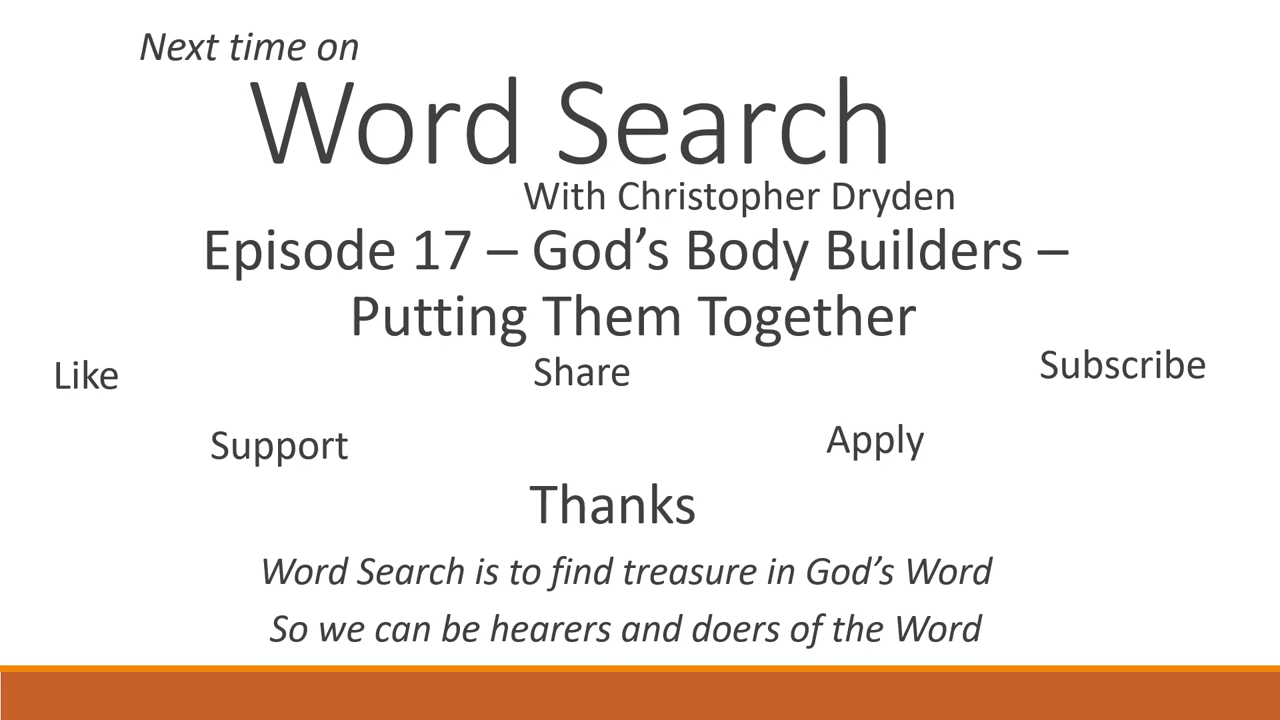 Next time on
Word Search
With Christopher Dryden
Episode 17 – God’s Body Builders –
Putting Them Together
Like
Share
Subscribe
Support
Apply
Thanks
Word Search is to find treasure in God’s Word
So we can be hearers and doers of the Word